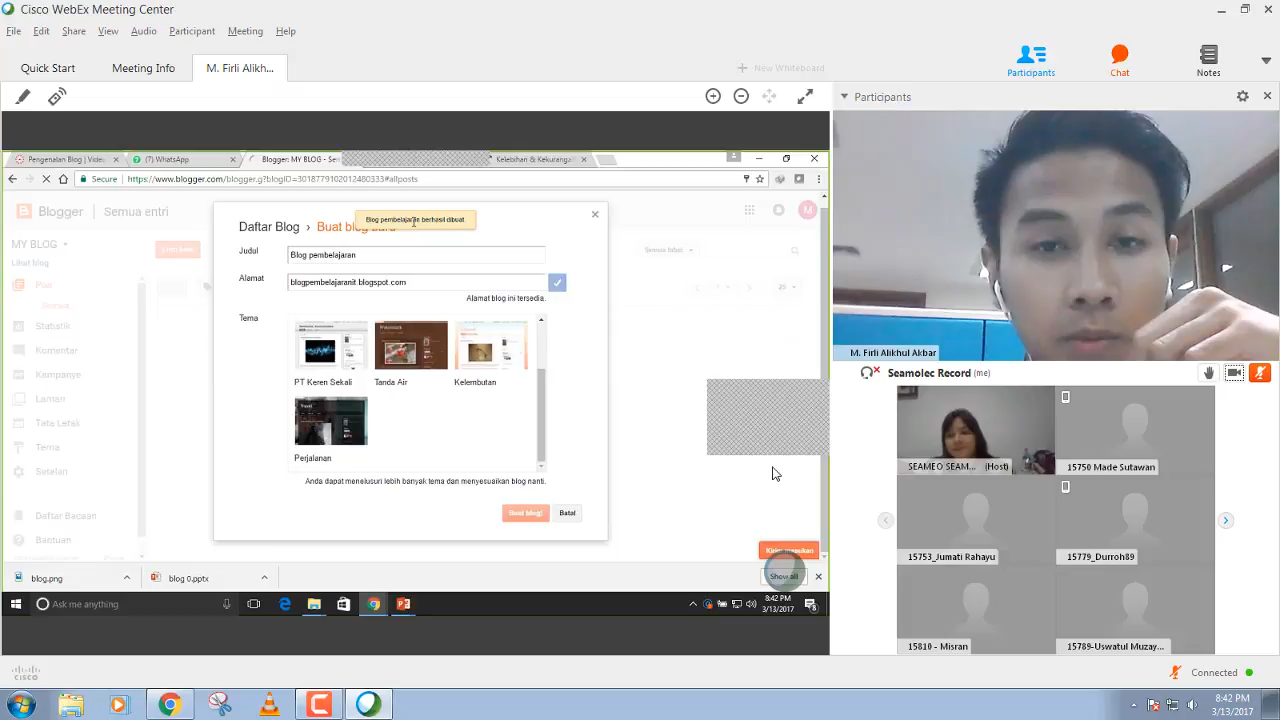 Cisco WebEx Meeting Center
File Edit Share View Audio Participant Meeting Help
Quick Start Meeting Info M. Firli Alikh...
New Whiteboard
Participants Chat Notes
Participants
Pengenalan Blog | Vide
(7) WhatsApp
Blogger: MY BLOG - Se
Kelebihan & Kekuranga
Secure https://www.blogger.com/blogger.g?blogID=3018779102012480333#allposts
Blogger Semua entri
M
MY BLOG
Lihat blog
Pos
Semua
Statistik
Komentar
Kampanye
Laman
Tata Letak
Tema
Setelan
Daftar Bacaan
Bantuan
Semua label
25
Daftar Blog › Buat blog baru
Blog pembelajaran berhasil dibuat.
Judul Blog pembelajaran
Alamat blogpembelajaranit.blogspot.com
Alamat blog ini tersedia.
Tema
PT Keren Sekali Tanda Air Kelembutan
Perjalanan
Anda dapat menelusuri lebih banyak tema dan menyesuaikan blog nanti.
Buat blog! Batal
Kirim masukan
blog.png blog 0.pptx
Show all
Ask me anything
8:42 PM
3/13/2017
M. Firli Alikhul Akbar
Seamolec Record (me)
SEAMEO SEAM... (Host)
15750 Made Sutawan
15753_Jumati Rahayu
15779_Durroh89
15810 - Misran
15789-Uswatul Muzay...
cisco
Connected
8:42 PM
3/13/2017